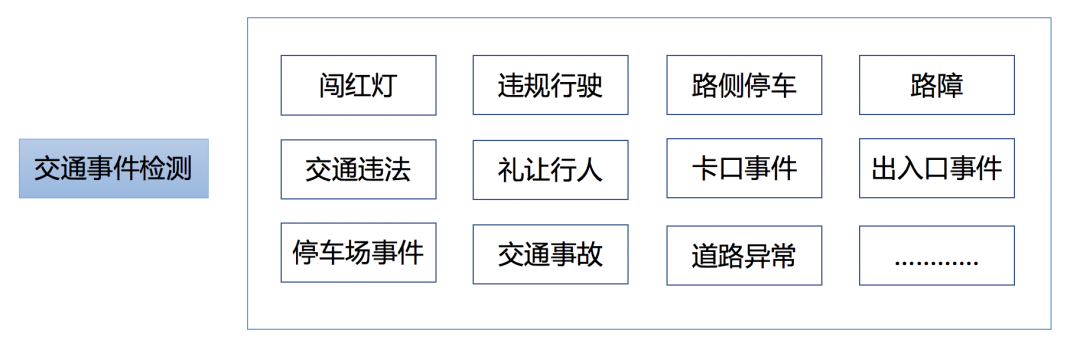 闯红灯
违规行驶
路侧停车
路障
交通事件检测
交通违法
礼让行人
卡口事件
出入口事件
停车场事件
交通事故
道路异常
............